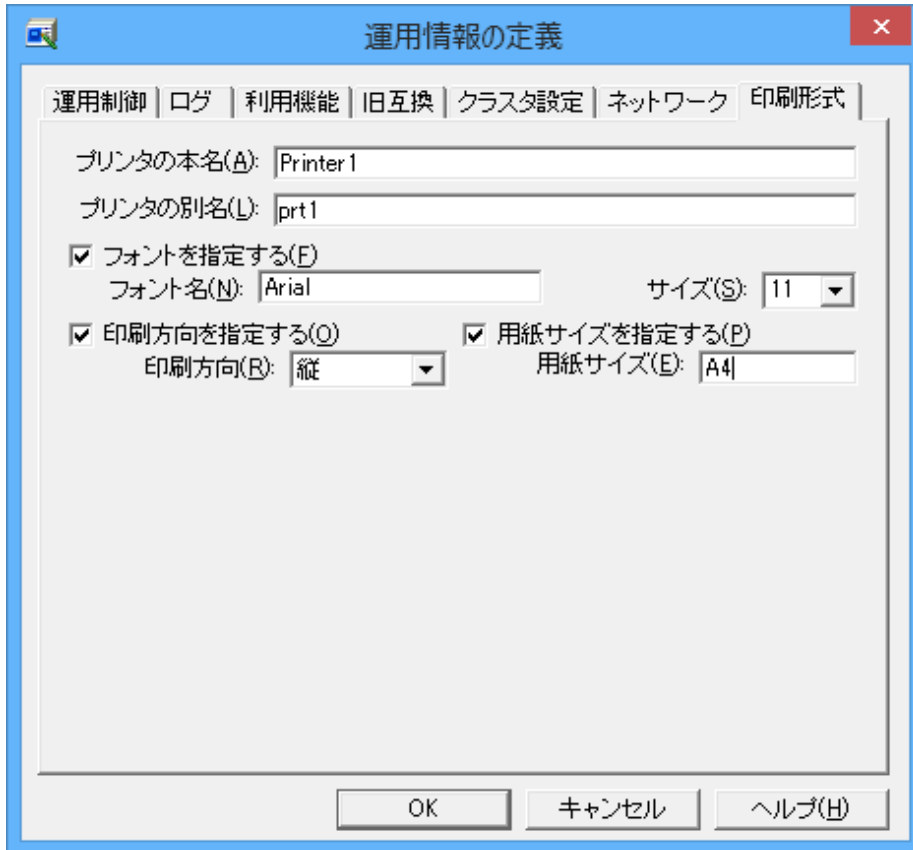 運用情報の定義
運用制御 ログ 利用機能 旧互換 クラスタ設定 ネットワーク 印刷形式
プリンタの本名(A): Printer1
プリンタの別名(L): prt1
フォントを指定する(F)
フォント名(N): Arial サイズ(S): 11
印刷方向を指定する(O) 用紙サイズを指定する(P)
印刷方向(R): 縦 用紙サイズ(E): A4
OK キャンセル ヘルプ(H)